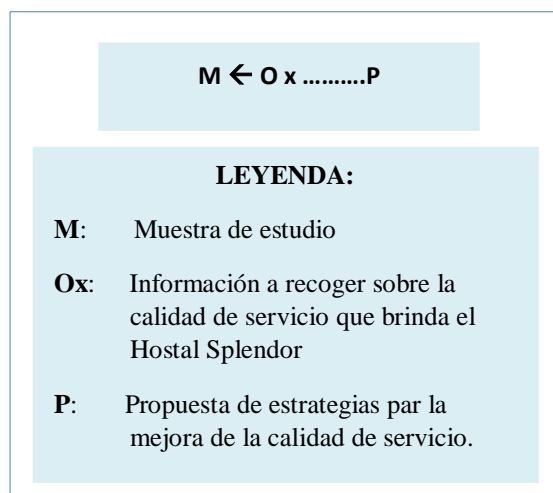 M ← O x ……….P
LEYENDA:
M: Muestra de estudio
Ox: Información a recoger sobre la
calidad de servicio que brinda el
Hostal Splendor
P: Propuesta de estrategias par la
mejora de la calidad de servicio.